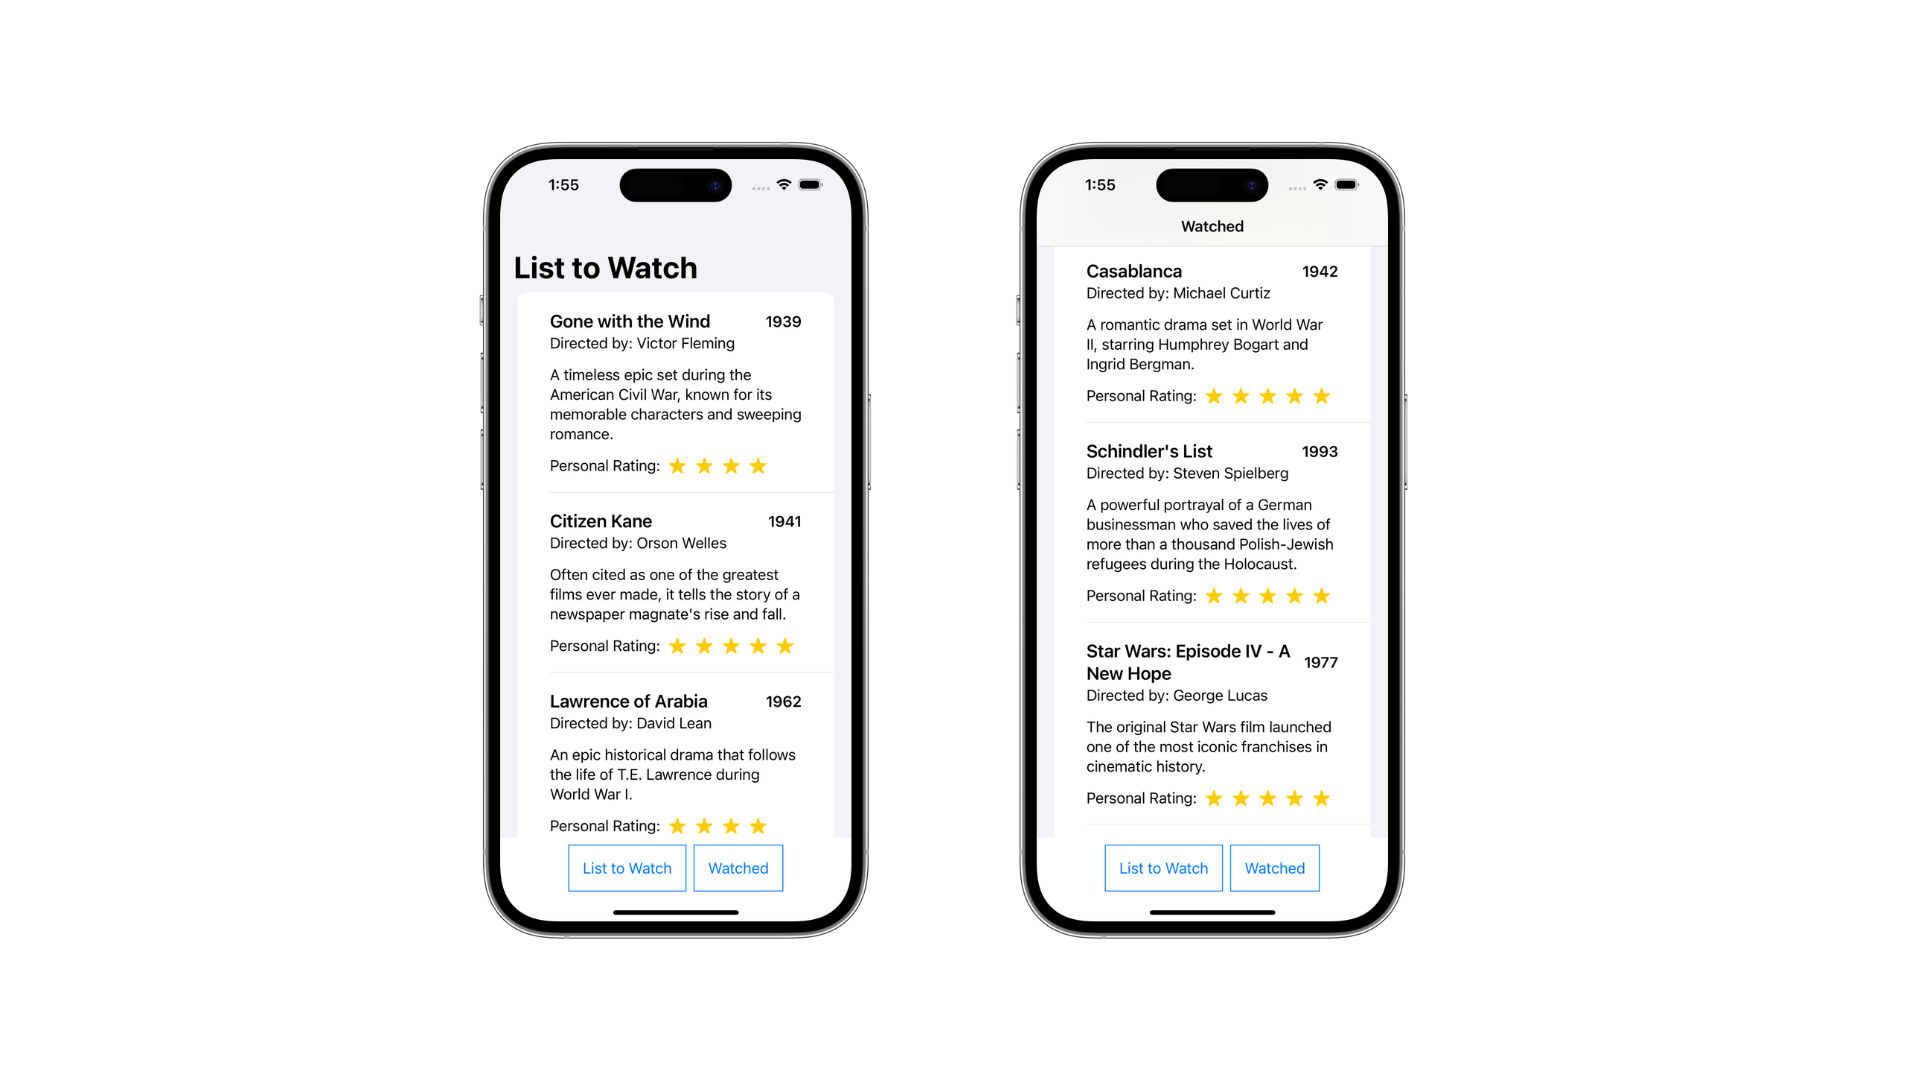 1:55
List to Watch
Gone with the Wind 1939
Directed by: Victor Fleming
A timeless epic set during the
American Civil War, known for its
memorable characters and sweeping
romance.
Personal Rating:
Citizen Kane 1941
Directed by: Orson Welles
Often cited as one of the greatest
films ever made, it tells the story of a
newspaper magnate's rise and fall.
Personal Rating:
Lawrence of Arabia 1962
Directed by: David Lean
An epic historical drama that follows
the life of T.E. Lawrence during
World War I.
Personal Rating:
List to Watch Watched
1:55
Watched
Casablanca 1942
Directed by: Michael Curtiz
A romantic drama set in World War
II, starring Humphrey Bogart and
Ingrid Bergman.
Personal Rating:
Schindler's List 1993
Directed by: Steven Spielberg
A powerful portrayal of a German
businessman who saved the lives of
more than a thousand Polish-Jewish
refugees during the Holocaust.
Personal Rating:
Star Wars: Episode IV - A
New Hope 1977
Directed by: George Lucas
The original Star Wars film launched
one of the most iconic franchises in
cinematic history.
Personal Rating:
List to Watch Watched